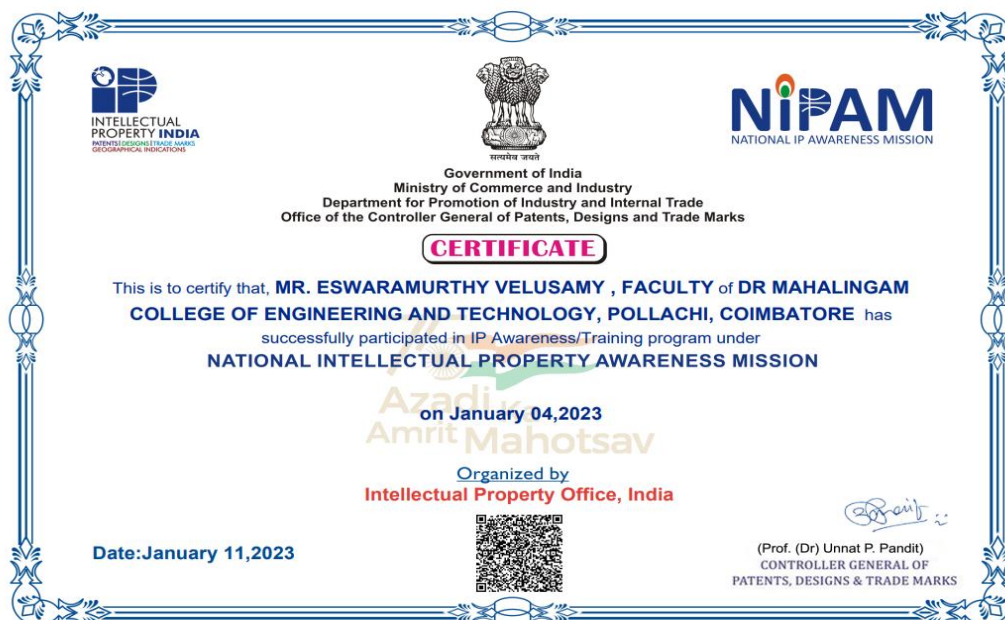 iP
INTELLECTUAL
PROPERTY INDIA
PATENTS | DESIGNS | TRADE MARKS
GEOGRAPHICAL INDICATIONS
सत्यमेव जयते
NiPAM
NATIONAL IP AWARENESS MISSION
Government of India
Ministry of Commerce and Industry
Department for Promotion of Industry and Internal Trade
Office of the Controller General of Patents, Designs and Trade Marks
CERTIFICATE
This is to certify that, MR. ESWARAMURTHY VELUSAMY , FACULTY of DR MAHALINGAM
COLLEGE OF ENGINEERING AND TECHNOLOGY, POLLACHI, COIMBATORE has
successfully participated in IP Awareness/Training program under
NATIONAL INTELLECTUAL PROPERTY AWARENESS MISSION
Azadi Ka
Amrit Mahotsav
on January 04,2023
Organized by
Intellectual Property Office, India
Date:January 11,2023
(Prof. (Dr) Unnat P. Pandit)
CONTROLLER GENERAL OF
PATENTS, DESIGNS & TRADE MARKS